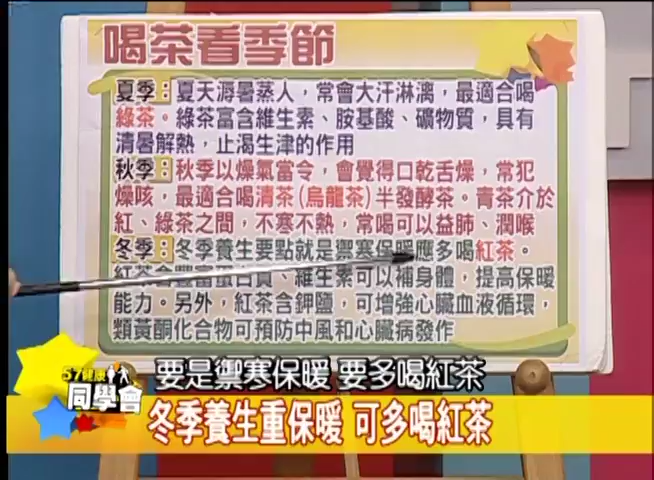 喝茶看季節
夏季：夏天溽暑蒸人，常會大汗淋漓，最適合喝
綠茶。綠茶富含維生素、胺基酸、礦物質，具有
清暑解熱，止渴生津的作用
秋季：秋季以燥氣當令，會覺得口乾舌燥，常犯
燥咳，最適合喝清茶(烏龍茶)半發酵茶。青茶介於
紅、綠茶之間，不寒不熱，常喝可以益肺、潤喉
冬季：冬季養生要點就是禦寒保暖應多喝紅茶。
紅茶含豐富蛋白質、維生素可以補身體，提高保暖
能力。另外，紅茶含鉀鹽，可增強心臟血液循環，
類黃酮化合物可預防中風和心臟病發作
要是禦寒保暖 要多喝紅茶
57健康
同學會
冬季養生重保暖 可多喝紅茶